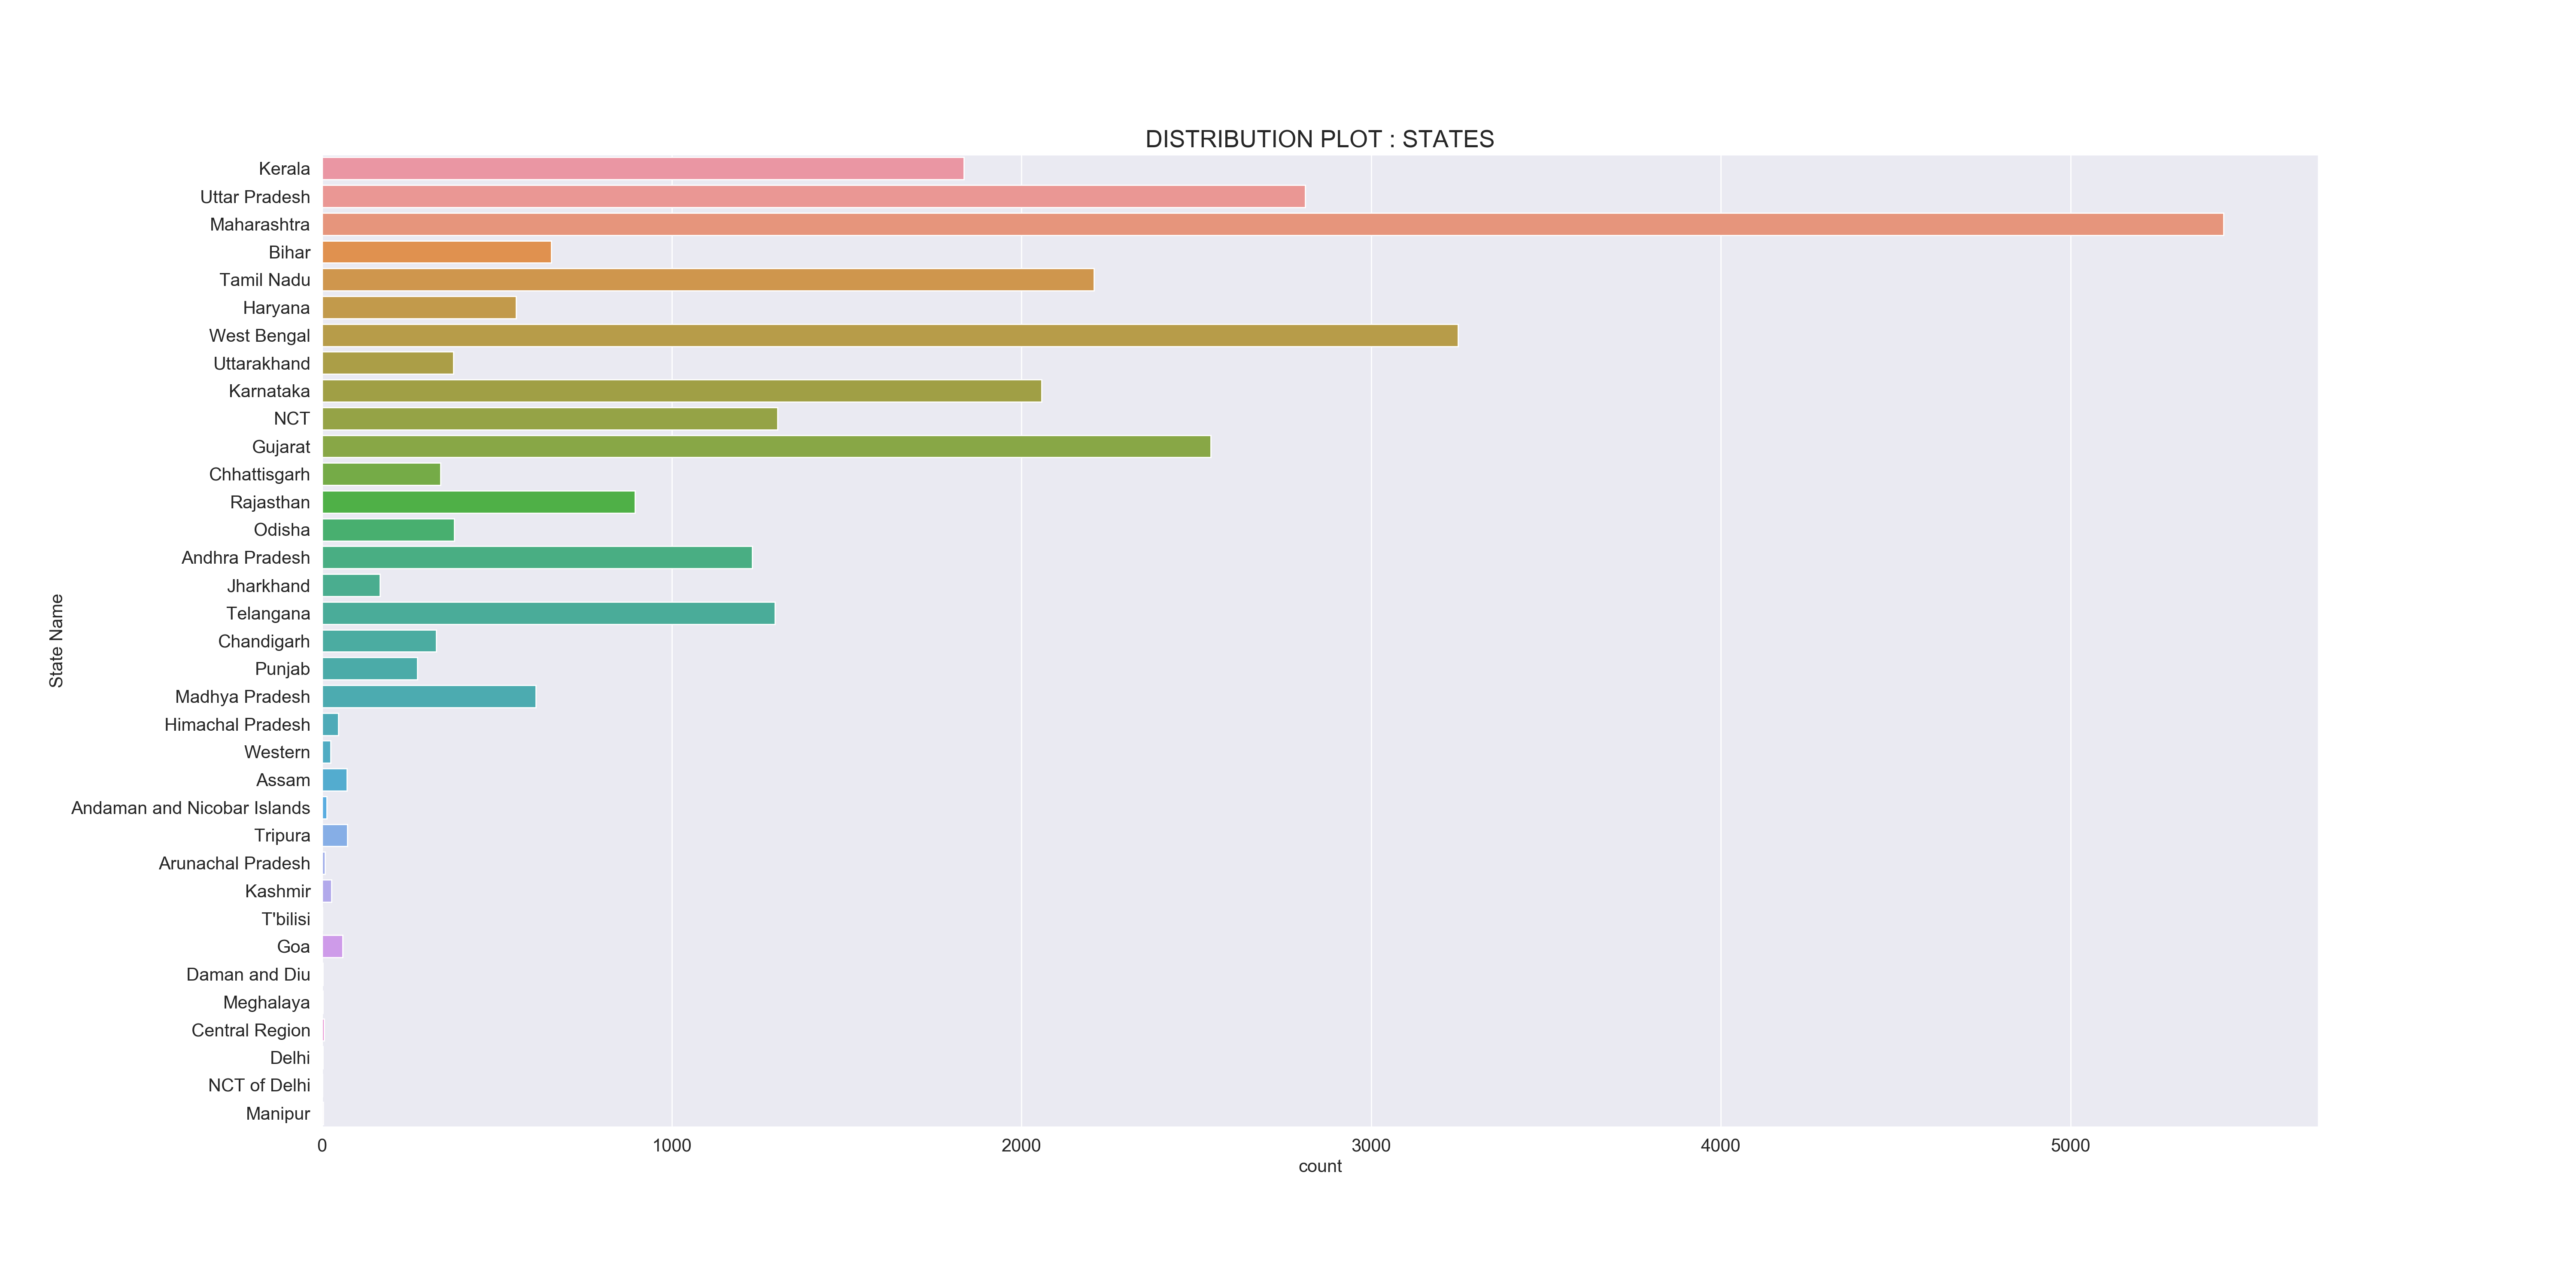 DISTRIBUTION PLOT : STATES
State Name
Kerala
Uttar Pradesh
Maharashtra
Bihar
Tamil Nadu
Haryana
West Bengal
Uttarakhand
Karnataka
NCT
Gujarat
Chhattisgarh
Rajasthan
Odisha
Andhra Pradesh
Jharkhand
Telangana
Chandigarh
Punjab
Madhya Pradesh
Himachal Pradesh
Western
Assam
Andaman and Nicobar Islands
Tripura
Arunachal Pradesh
Kashmir
T'bilisi
Goa
Daman and Diu
Meghalaya
Central Region
Delhi
NCT of Delhi
Manipur
0 1000 2000 3000 4000 5000
count